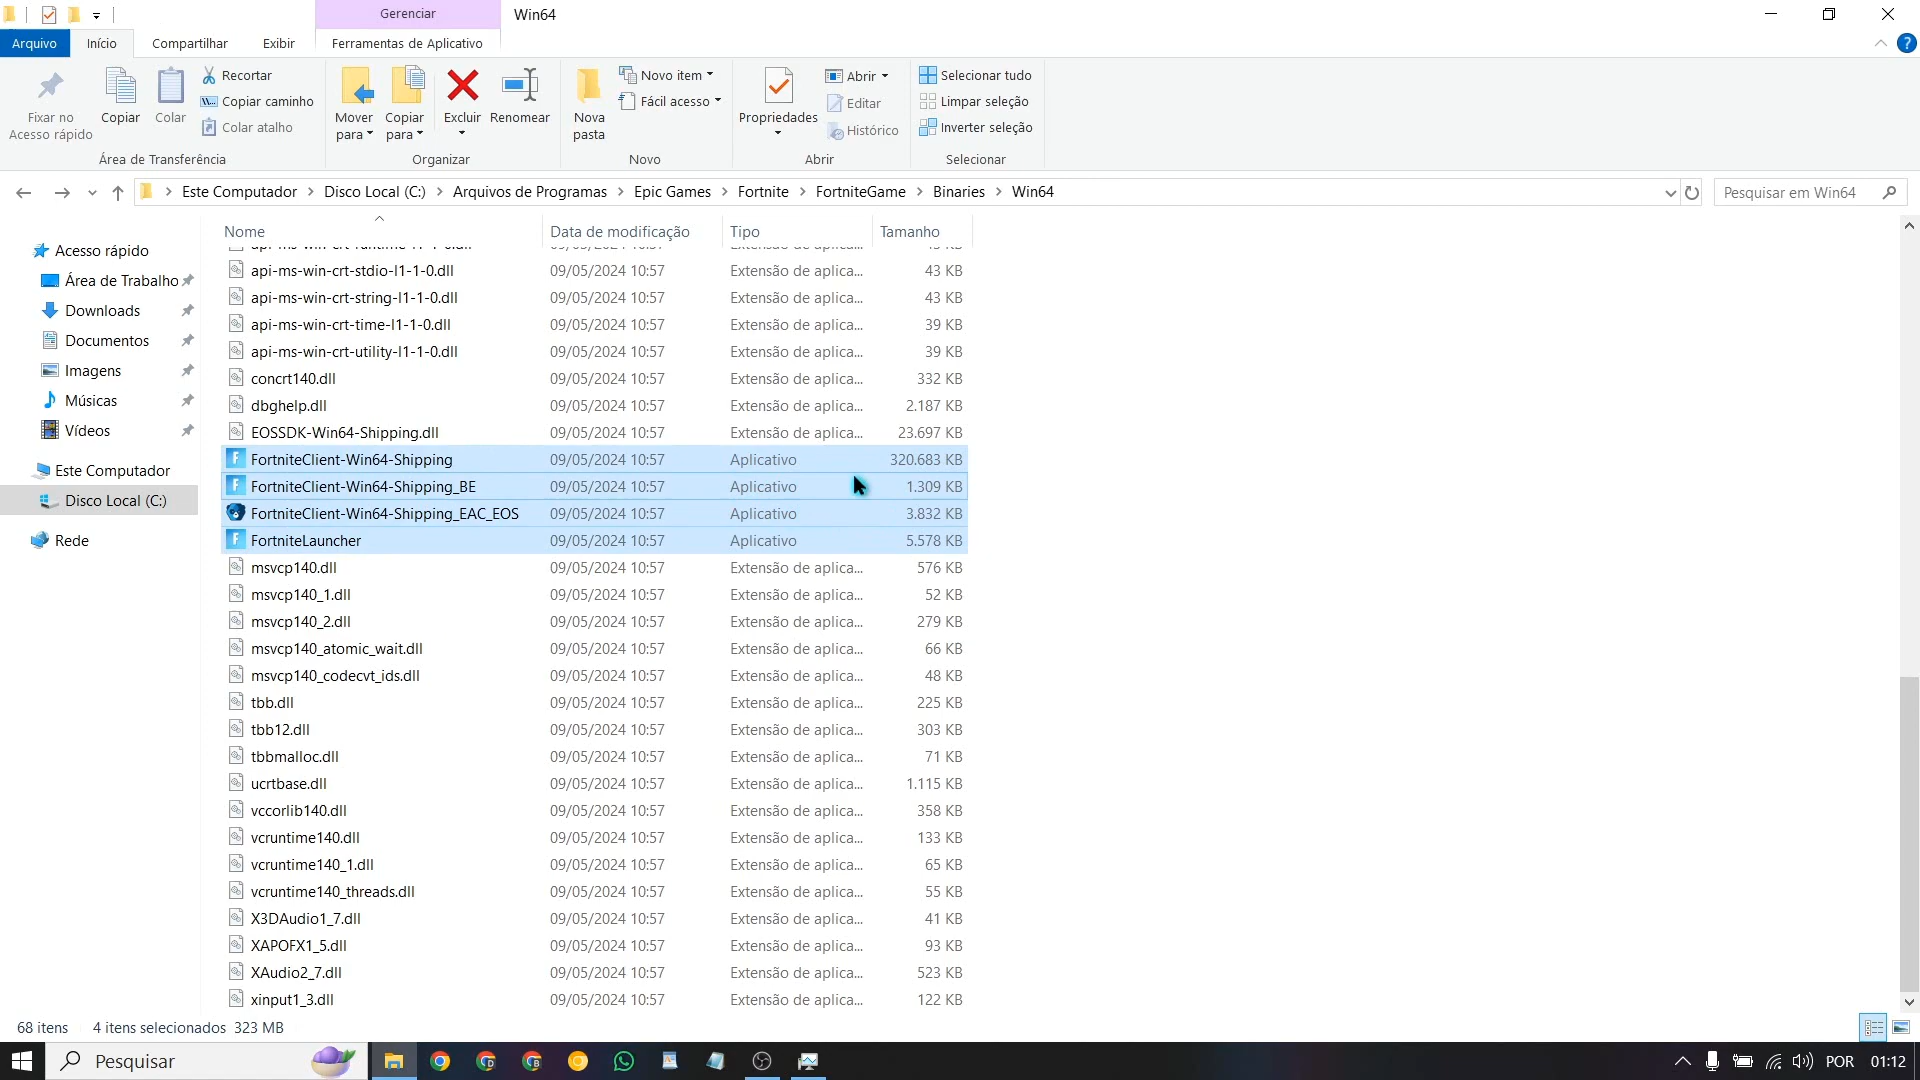 Gerenciar
Win64
Arquivo
Início
Compartilhar
Exibir
Ferramentas de Aplicativo
Fixar no
Acesso rápido
Copiar
Colar
Recortar
Copiar caminho
Colar atalho
Área de Transferência
Mover
para
Copiar
para
Excluir
Renomear
Organizar
Nova
pasta
Novo item
Fácil acesso
Novo
Propriedades
Abrir
Editar
Histórico
Abrir
Selecionar tudo
Limpar seleção
Inverter seleção
Selecionar
Este Computador > Disco Local (C:) > Arquivos de Programas > Epic Games > Fortnite > FortniteGame > Binaries > Win64
Pesquisar em Win64
Acesso rápido
Área de Trabalho
Downloads
Documentos
Imagens
Músicas
Vídeos
Este Computador
Disco Local (C:)
Rede
Nome Data de modificação Tipo Tamanho
api-ms-win-crt-stdio-l1-1-0.dll 09/05/2024 10:57 Extensão de aplica... 43 KB
api-ms-win-crt-string-l1-1-0.dll 09/05/2024 10:57 Extensão de aplica... 43 KB
api-ms-win-crt-time-l1-1-0.dll 09/05/2024 10:57 Extensão de aplica... 39 KB
api-ms-win-crt-utility-l1-1-0.dll 09/05/2024 10:57 Extensão de aplica... 39 KB
concrt140.dll 09/05/2024 10:57 Extensão de aplica... 332 KB
dbghelp.dll 09/05/2024 10:57 Extensão de aplica... 2.187 KB
EOSSDK-Win64-Shipping.dll 09/05/2024 10:57 Extensão de aplica... 23.697 KB
FortniteClient-Win64-Shipping 09/05/2024 10:57 Aplicativo 320.683 KB
FortniteClient-Win64-Shipping_BE 09/05/2024 10:57 Aplicativo 1.309 KB
FortniteClient-Win64-Shipping_EAC_EOS 09/05/2024 10:57 Aplicativo 3.832 KB
FortniteLauncher 09/05/2024 10:57 Aplicativo 5.578 KB
msvcp140.dll 09/05/2024 10:57 Extensão de aplica... 576 KB
msvcp140_1.dll 09/05/2024 10:57 Extensão de aplica... 52 KB
msvcp140_2.dll 09/05/2024 10:57 Extensão de aplica... 279 KB
msvcp140_atomic_wait.dll 09/05/2024 10:57 Extensão de aplica... 66 KB
msvcp140_codecvt_ids.dll 09/05/2024 10:57 Extensão de aplica... 48 KB
tbb.dll 09/05/2024 10:57 Extensão de aplica... 225 KB
tbb12.dll 09/05/2024 10:57 Extensão de aplica... 303 KB
tbbmalloc.dll 09/05/2024 10:57 Extensão de aplica... 71 KB
ucrtbase.dll 09/05/2024 10:57 Extensão de aplica... 1.115 KB
vccorlib140.dll 09/05/2024 10:57 Extensão de aplica... 358 KB
vcruntime140.dll 09/05/2024 10:57 Extensão de aplica... 133 KB
vcruntime140_1.dll 09/05/2024 10:57 Extensão de aplica... 65 KB
vcruntime140_threads.dll 09/05/2024 10:57 Extensão de aplica... 55 KB
X3DAudio1_7.dll 09/05/2024 10:57 Extensão de aplica... 41 KB
XAPOFX1_5.dll 09/05/2024 10:57 Extensão de aplica... 93 KB
XAudio2_7.dll 09/05/2024 10:57 Extensão de aplica... 523 KB
xinput1_3.dll 09/05/2024 10:57 Extensão de aplica... 122 KB
68 itens 4 itens selecionados 323 MB
Pesquisar
POR 01:12